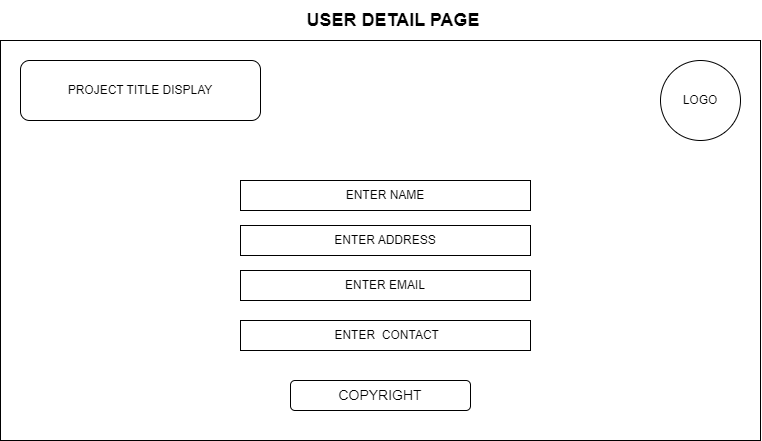 USER DETAIL PAGE
PROJECT TITLE DISPLAY
LOGO
ENTER NAME
ENTER ADDRESS
ENTER EMAIL
ENTER  CONTACT
COPYRIGHT